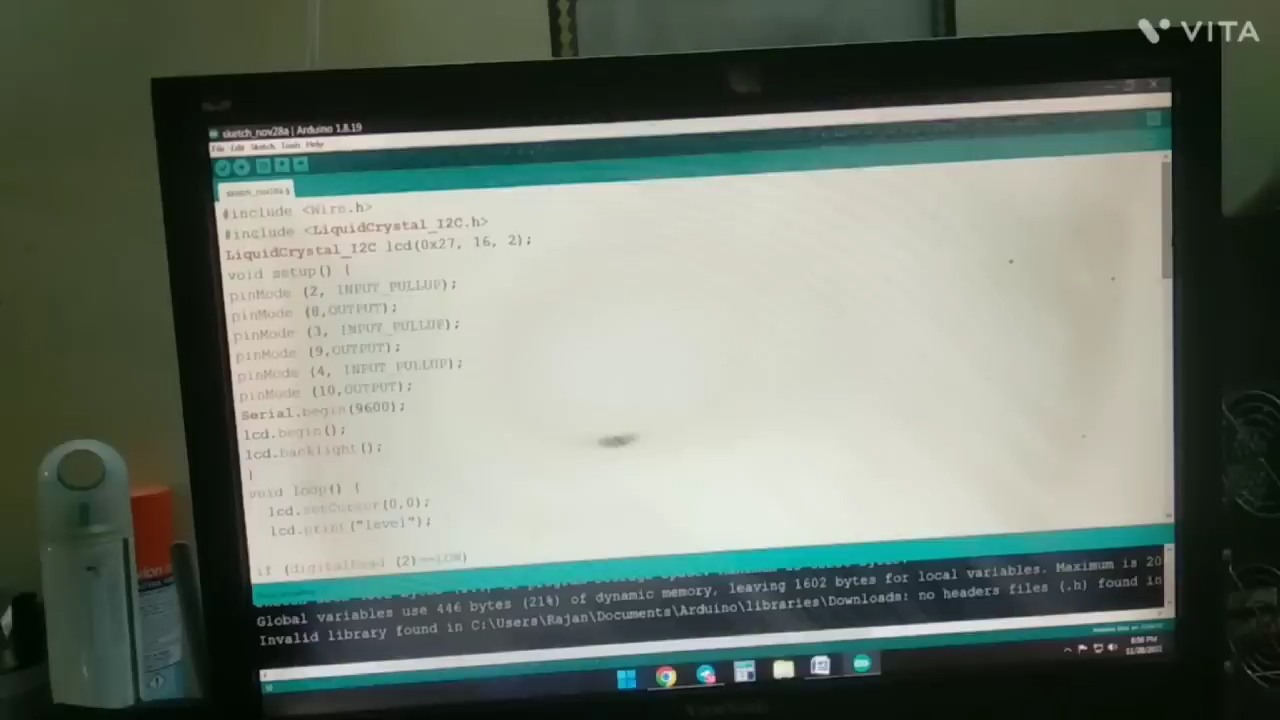 VITA
sketch_nov28a | Arduino 1.8.19
File Edit Sketch Tools Help
sketch_nov28a §
#include <Wire.h>
#include <LiquidCrystal_I2C.h>
LiquidCrystal_I2C lcd(0x27, 16, 2);
void setup() {
pinMode (2, INPUT_PULLUP);
pinMode (8,OUTPUT);
pinMode (3, INPUT_PULLUP);
pinMode (9,OUTPUT);
pinMode (4, INPUT_PULLUP);
pinMode (10,OUTPUT);
Serial.begin(9600);
lcd.begin();
lcd.backlight();
}
void loop() {
lcd.setCursor(0,0);
lcd.print("level");
if (digitalRead (2)==LOW)
Global variables use 446 bytes (21%) of dynamic memory, leaving 1602 bytes for local variables. Maximum is 20
Invalid library found in C:\Users\Rajan\Documents\Arduino\libraries\Downloads: no headers files (.h) found in